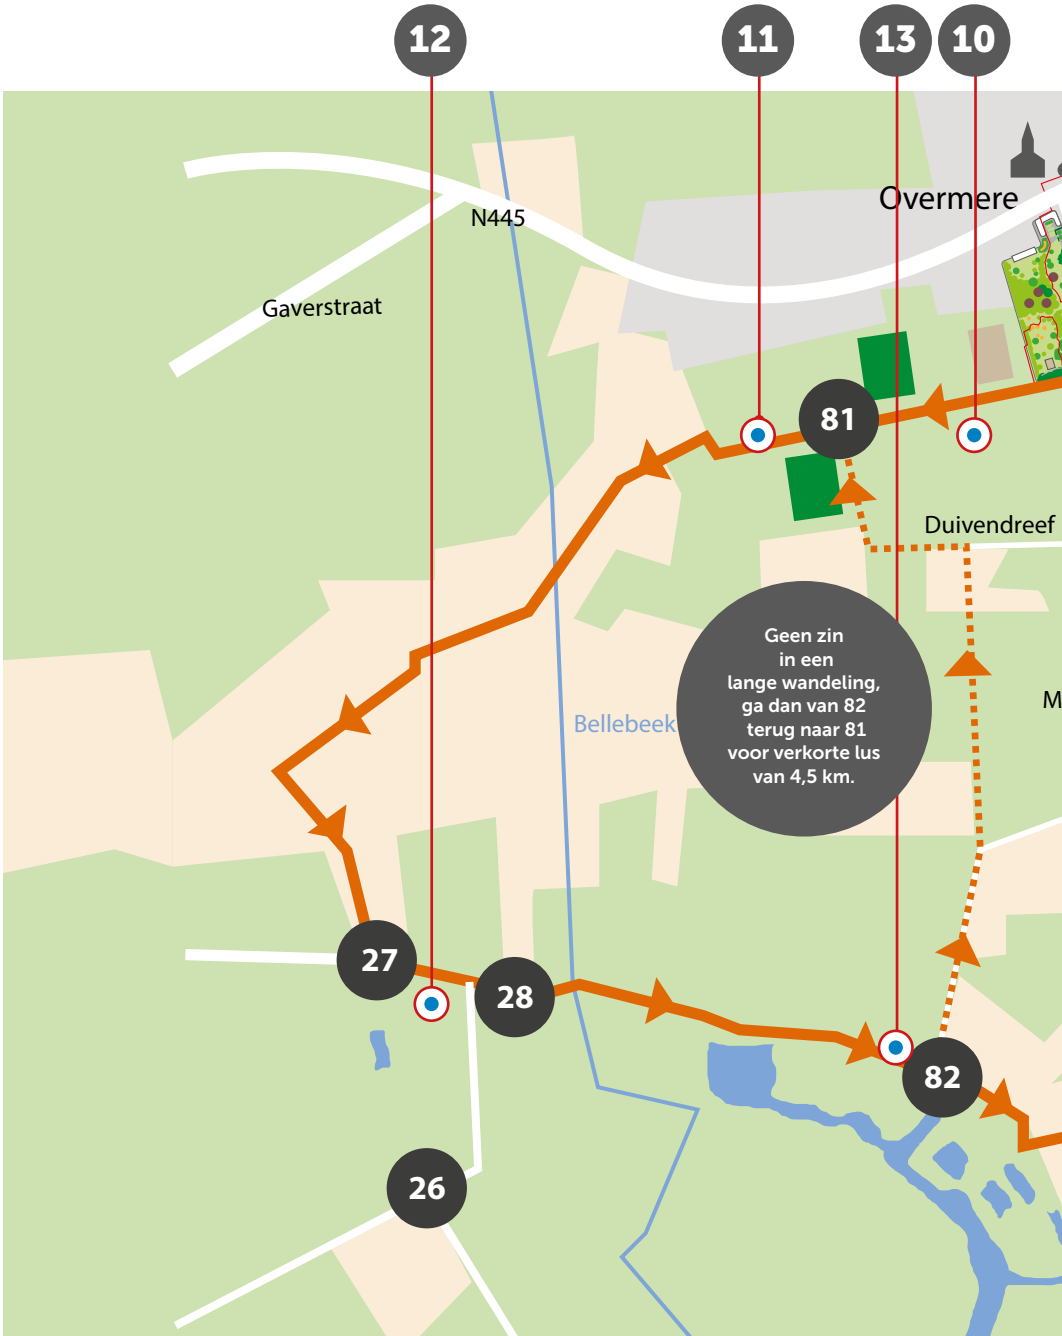 12
11
13
10
Overmere
N445
Gaverstraat
81
Duivendreef
Geen zin
in een
lange wandeling,
ga dan van 82
terug naar 81
voor verkorte lus
van 4,5 km.
M
Bellebeek
27
28
82
26